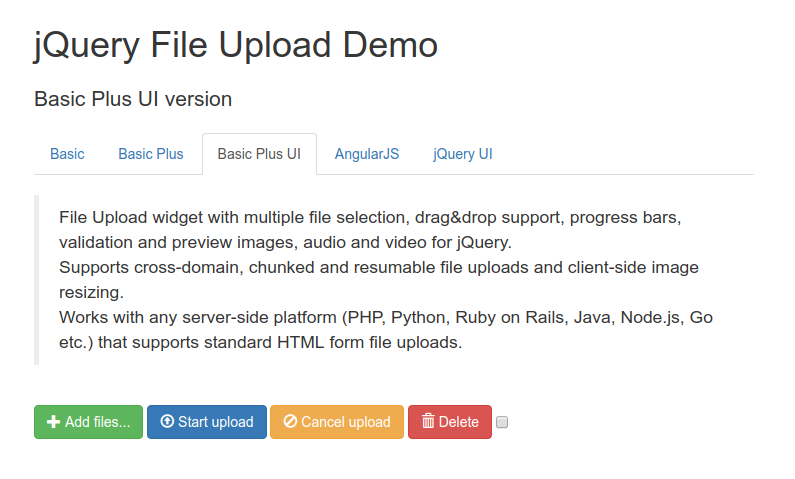 jQuery File Upload Demo
Basic Plus UI version
Basic Basic Plus Basic Plus UI AngularJS jQuery UI
File Upload widget with multiple file selection, drag&drop support, progress bars,
validation and preview images, audio and video for jQuery.
Supports cross-domain, chunked and resumable file uploads and client-side image
resizing.
Works with any server-side platform (PHP, Python, Ruby on Rails, Java, Node.js, Go
etc.) that supports standard HTML form file uploads.
Add files... Start upload Cancel upload Delete